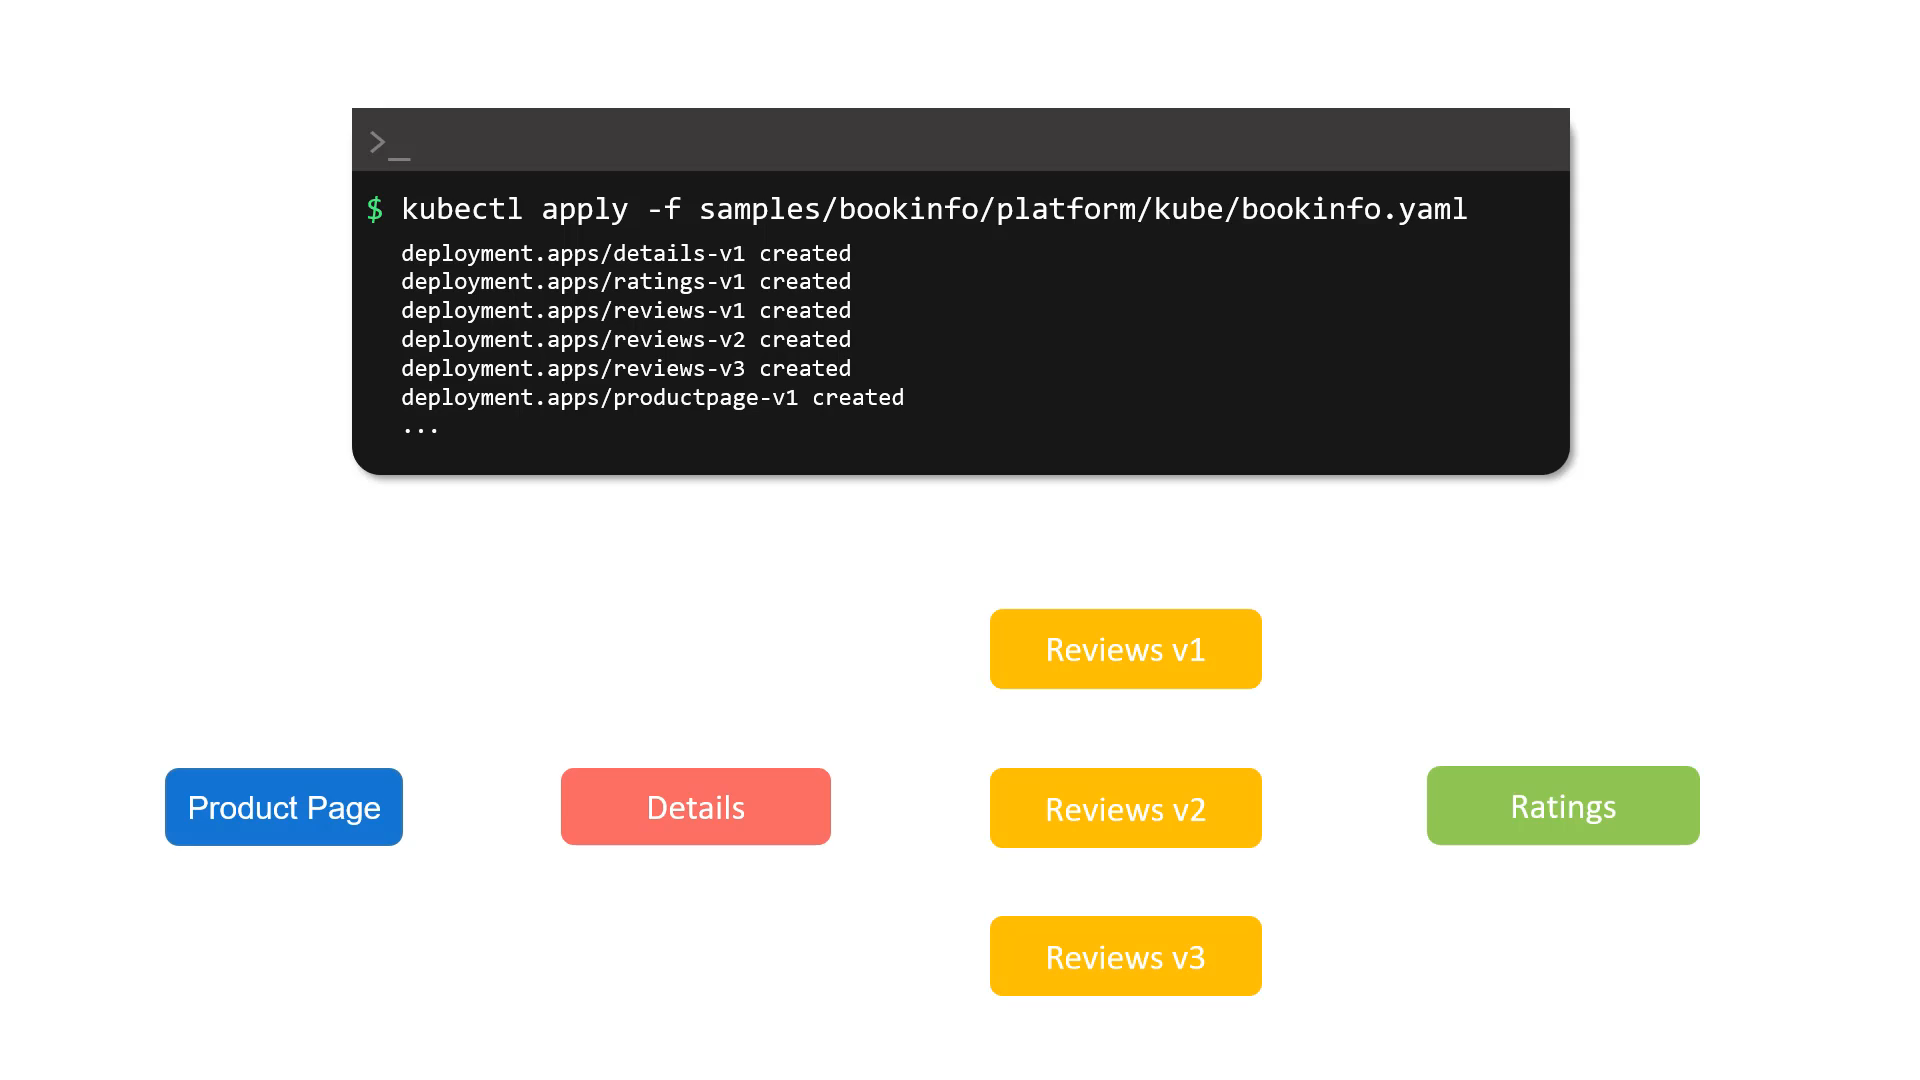 >_
$ kubectl apply -f samples/bookinfo/platform/kube/bookinfo.yaml
deployment.apps/details-v1 created
deployment.apps/ratings-v1 created
deployment.apps/reviews-v1 created
deployment.apps/reviews-v2 created
deployment.apps/reviews-v3 created
deployment.apps/productpage-v1 created
...
Reviews v1
Product Page
Details
Reviews v2
Ratings
Reviews v3